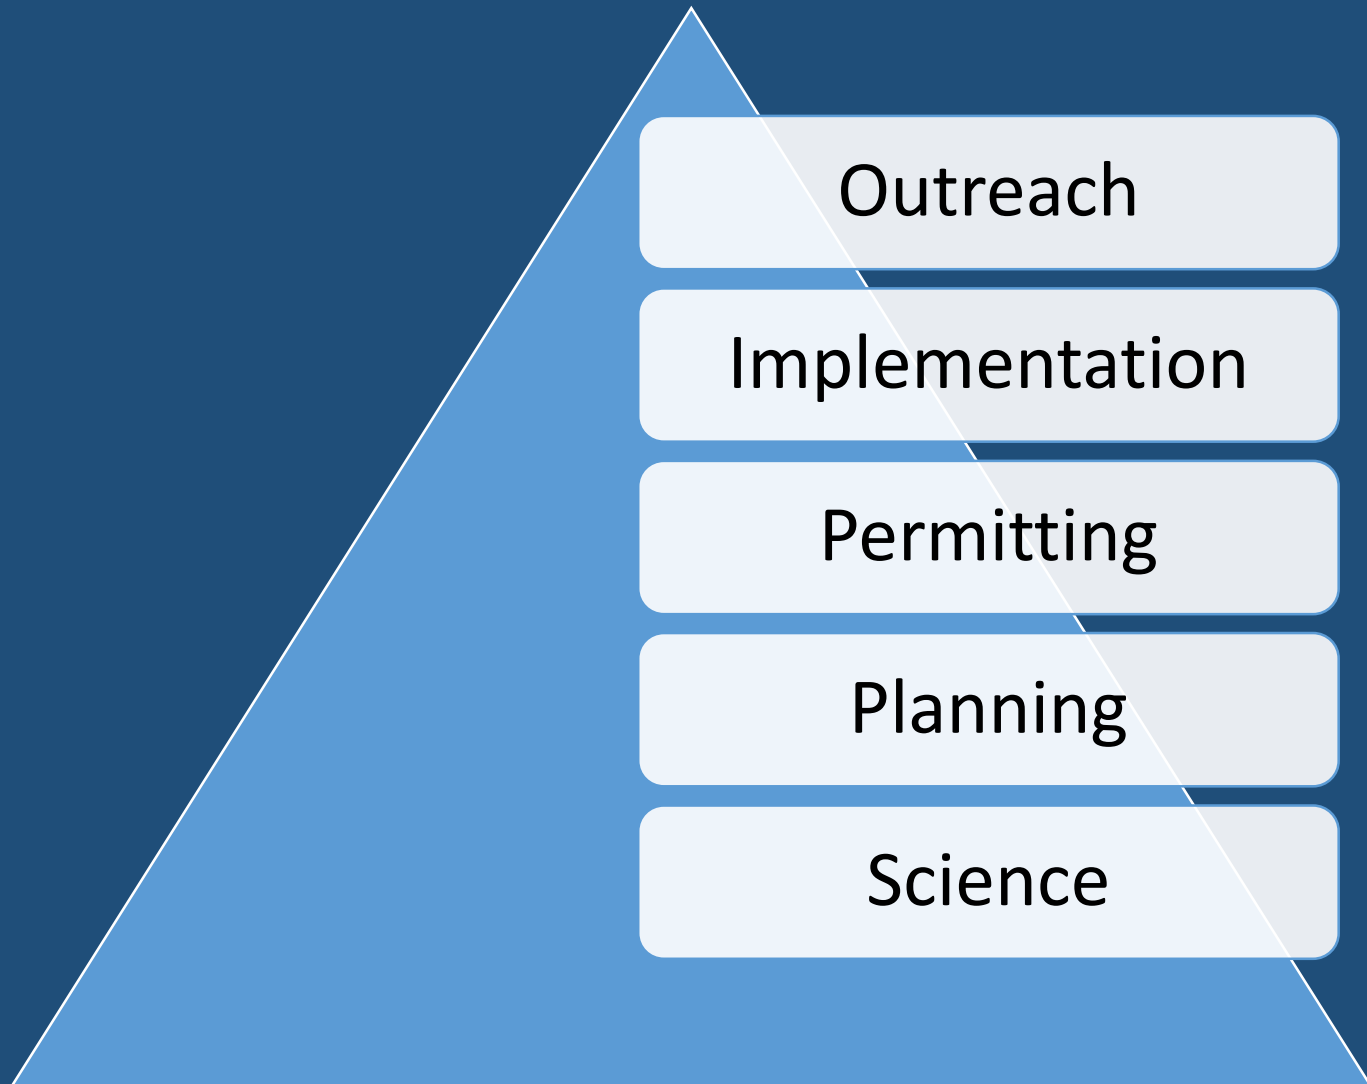 Outreach
Implementation
Permitting
Planning
Science